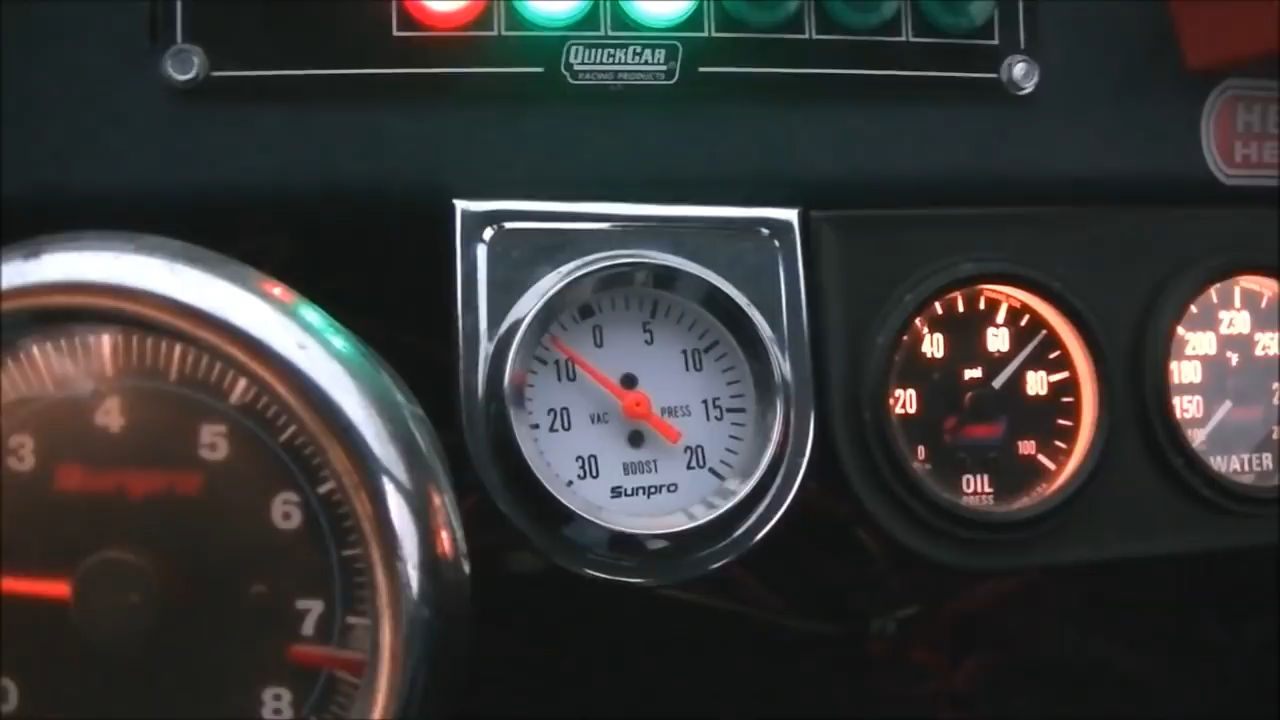 QUICKCAR
RACING PRODUCTS
HE
HE
3
4
5
6
7
8
Sunpro
0
5
10
10
20
VAC
PRESS
15
30
BOOST
20
Sunpro
0
20
40
60
80
100
psi
OIL
PRESS
100
150
180
200
230
250
°F
WATER